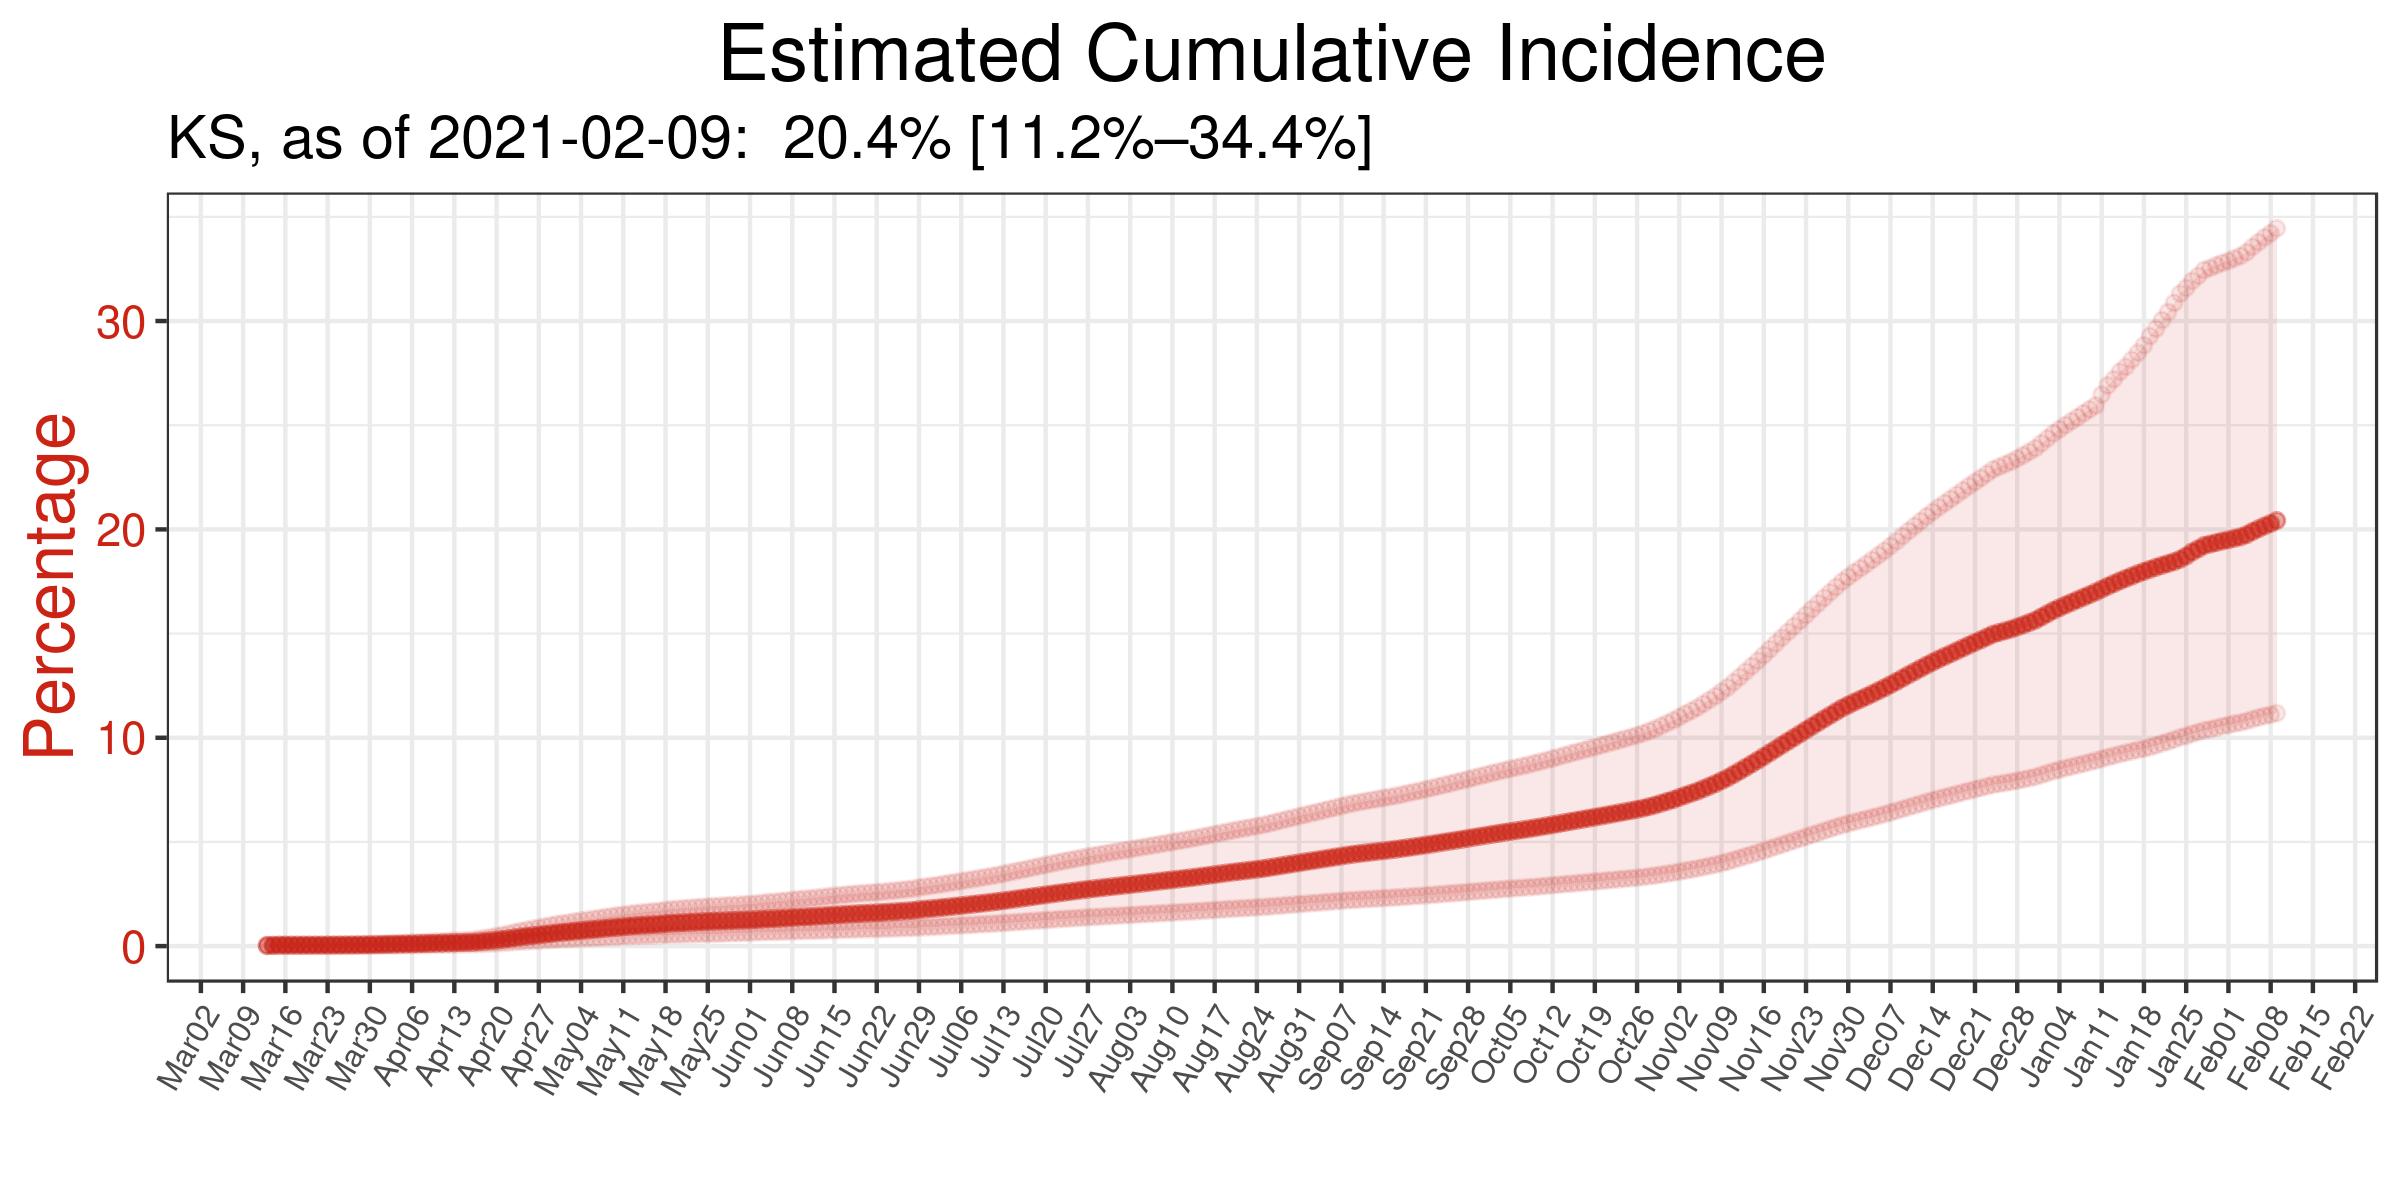 Estimated Cumulative Incidence
KS, as of 2021-02-09:  20.4% [11.2%–34.4%]
Percentage
30
20
10
0
Mar02
Mar09
Mar16
Mar23
Mar30
Apr06
Apr13
Apr20
Apr27
May04
May11
May18
May25
Jun01
Jun08
Jun15
Jun22
Jun29
Jul06
Jul13
Jul20
Jul27
Aug03
Aug10
Aug17
Aug24
Aug31
Sep07
Sep14
Sep21
Sep28
Oct05
Oct12
Oct19
Oct26
Nov02
Nov09
Nov16
Nov23
Nov30
Dec07
Dec14
Dec21
Dec28
Jan04
Jan11
Jan18
Jan25
Feb01
Feb08
Feb15
Feb22